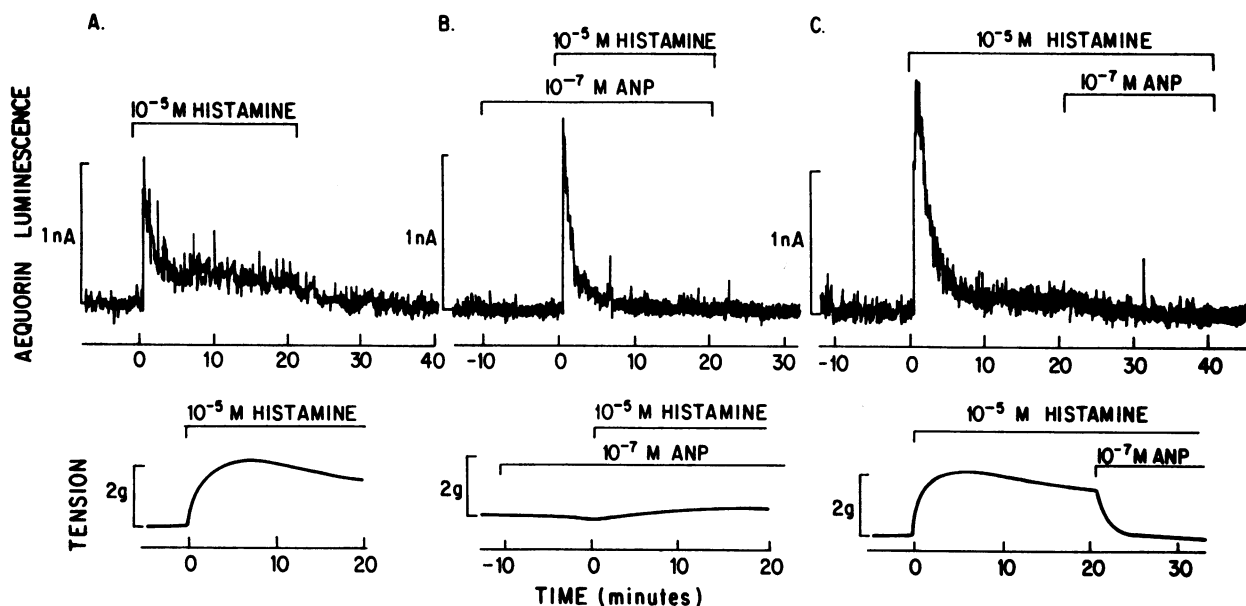 A.
10⁻⁵ M HISTAMINE
1nA
AEQUORIN LUMINESCENCE
0 10 20 30 40
B.
10⁻⁵ M HISTAMINE
10⁻⁷ M ANP
1nA
-10 0 10 20 30
C.
10⁻⁵ M HISTAMINE
10⁻⁷ M ANP
1nA
-10 0 10 20 30 40
10⁻⁵ M HISTAMINE
2g
TENSION
0 10 20
10⁻⁵ M HISTAMINE
10⁻⁷ M ANP
2g
-10 0 10 20
10⁻⁵ M HISTAMINE
10⁻⁷ M ANP
2g
0 10 20 30
TIME (minutes)